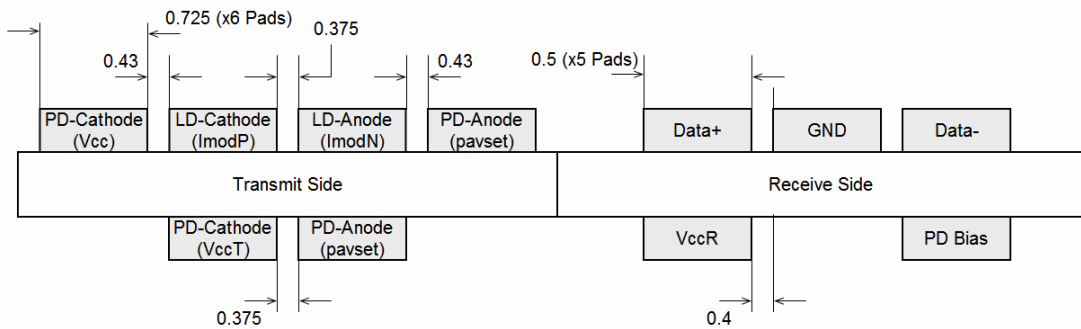 0.725 (x6 Pads)
0.375
0.43
0.43
0.5 (x5 Pads)
PD-Cathode
(Vcc)
LD-Cathode
(ImodP)
LD-Anode
(ImodN)
PD-Anode
(pavset)
Data+
GND
Data-
Transmit Side
Receive Side
PD-Cathode
(VccT)
PD-Anode
(pavset)
VccR
PD Bias
0.375
0.4